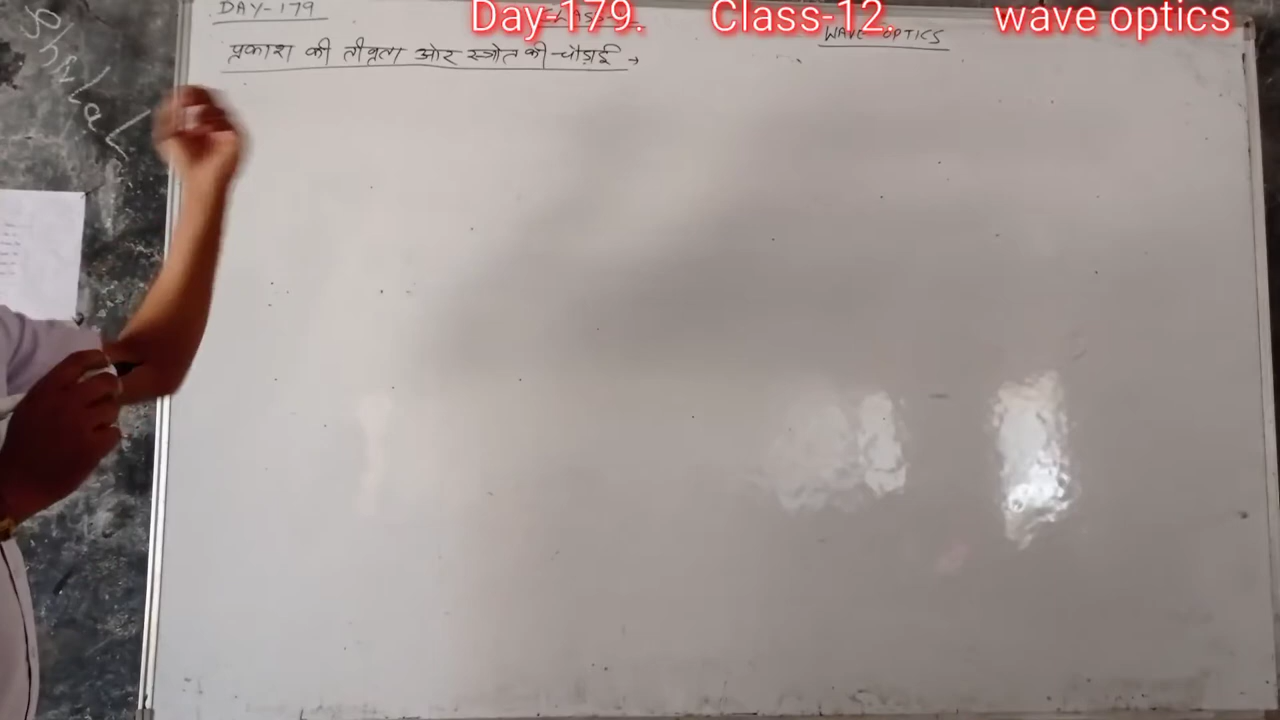 DAY-179
Day-179. Class-12. wave optics
WAVE OPTICS
प्रकाश की तीव्रता और स्त्रोत की चौड़ाई →